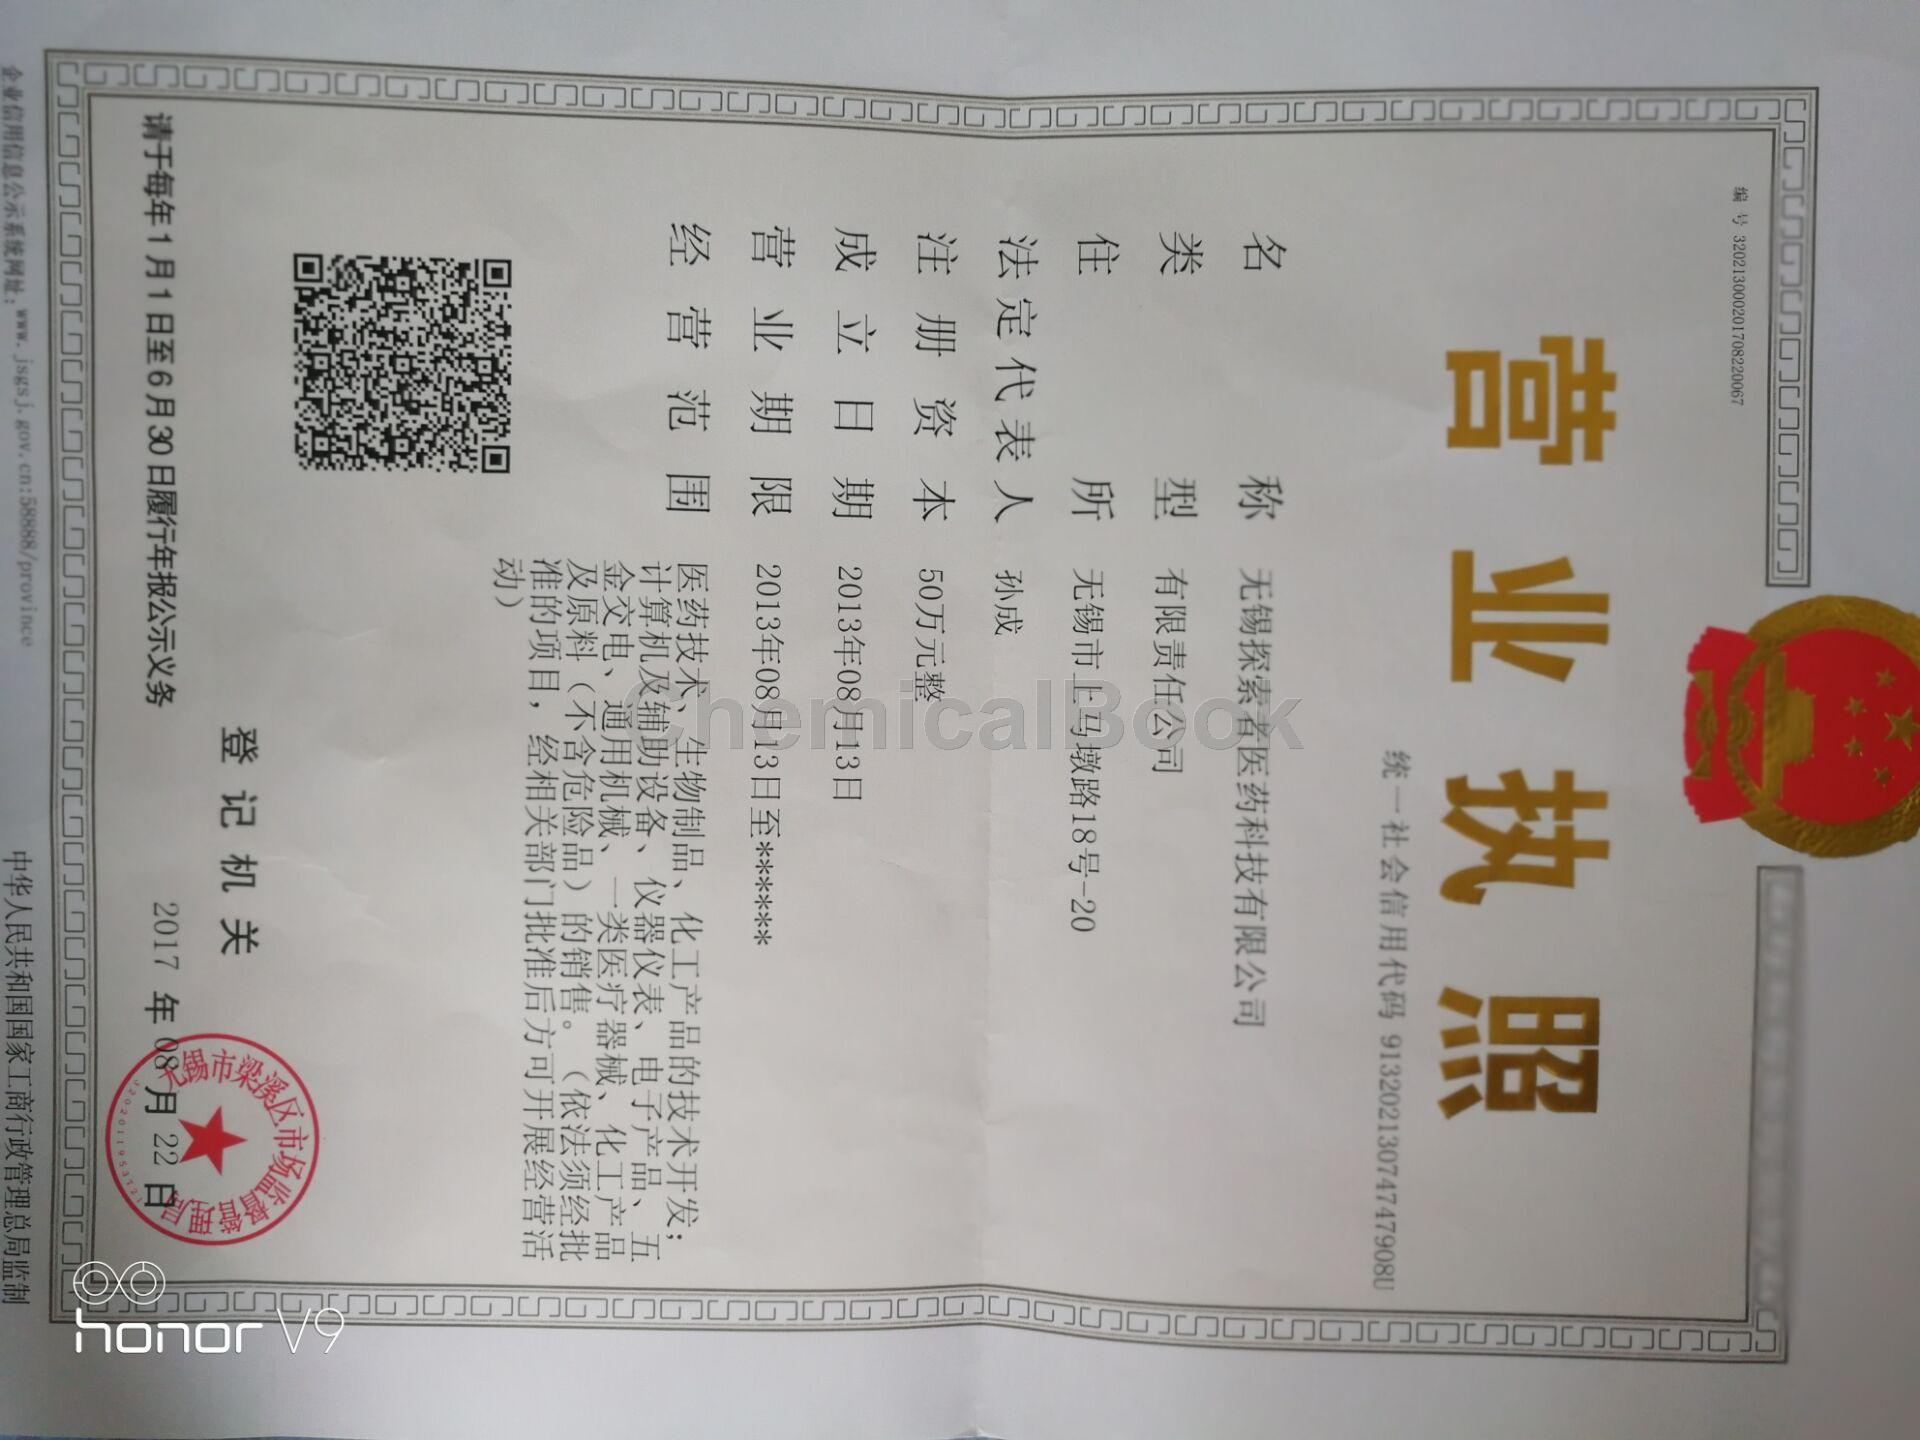 编号 320213000201708220067
营业执照
统一社会信用代码 91320213074747908U
名称 无锡探索者医药科技有限公司
类型 有限责任公司
住所 无锡市上马墩路18号-20
法定代表人 孙成
注册资本 50万元整
成立日期 2013年08月13日
营业期限 2013年08月13日至******
经营范围 医药技术、生物制品、化工产品的技术开发；
计算机及辅助设备、仪器仪表、电子产品、五
金交电、通用机械、一类医疗器械、化工产品
及原料（不含危险品）的销售。（依法须经批
准的项目，经相关部门批准后方可开展经营活
动）
登记机关
2017 年 08 月 22 日
无锡市梁溪区市场监督管理局
请于每年1月1日至6月30日履行年报公示义务
企业信用信息公示系统网址：www.jsgsj.gov.cn:58888/province
中华人民共和国国家工商行政管理总局监制
ChemicalBook
honor V9